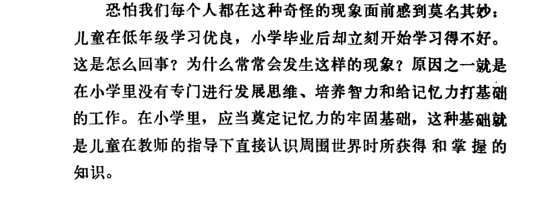 恐怕我们每个人都在这种奇怪的现象面前感到莫名其妙：
儿童在低年级学习优良，小学毕业后却立刻开始学习得不好。
这是怎么回事？为什么常常会发生这样的现象？原因之一就是
在小学里没有专门进行发展思维、培养智力和给记忆力打基础
的工作。在小学里，应当奠定记忆力的牢固基础，这种基础就
是儿童在教师的指导下直接认识周围世界时所获得和掌握的
知识。